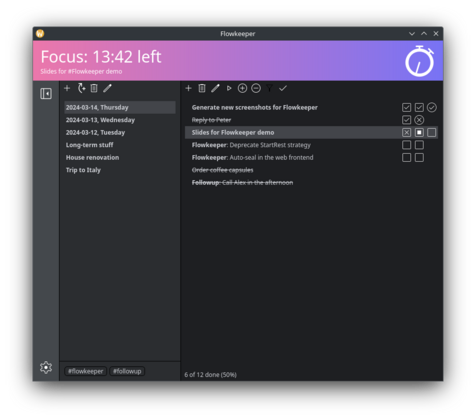 Flowkeeper
Focus: 13:42 left
Slides for #Flowkeeper demo
2024-03-14, Thursday
2024-03-13, Wednesday
2024-03-12, Tuesday
Long-term stuff
House renovation
Trip to Italy
#flowkeeper #followup
Generate new screenshots for Flowkeeper
Reply to Peter
Slides for Flowkeeper demo
Flowkeeper: Deprecate StartRest strategy
Flowkeeper: Auto-seal in the web frontend
Order coffee capsules
Followup: Call Alex in the afternoon
6 of 12 done (50%)